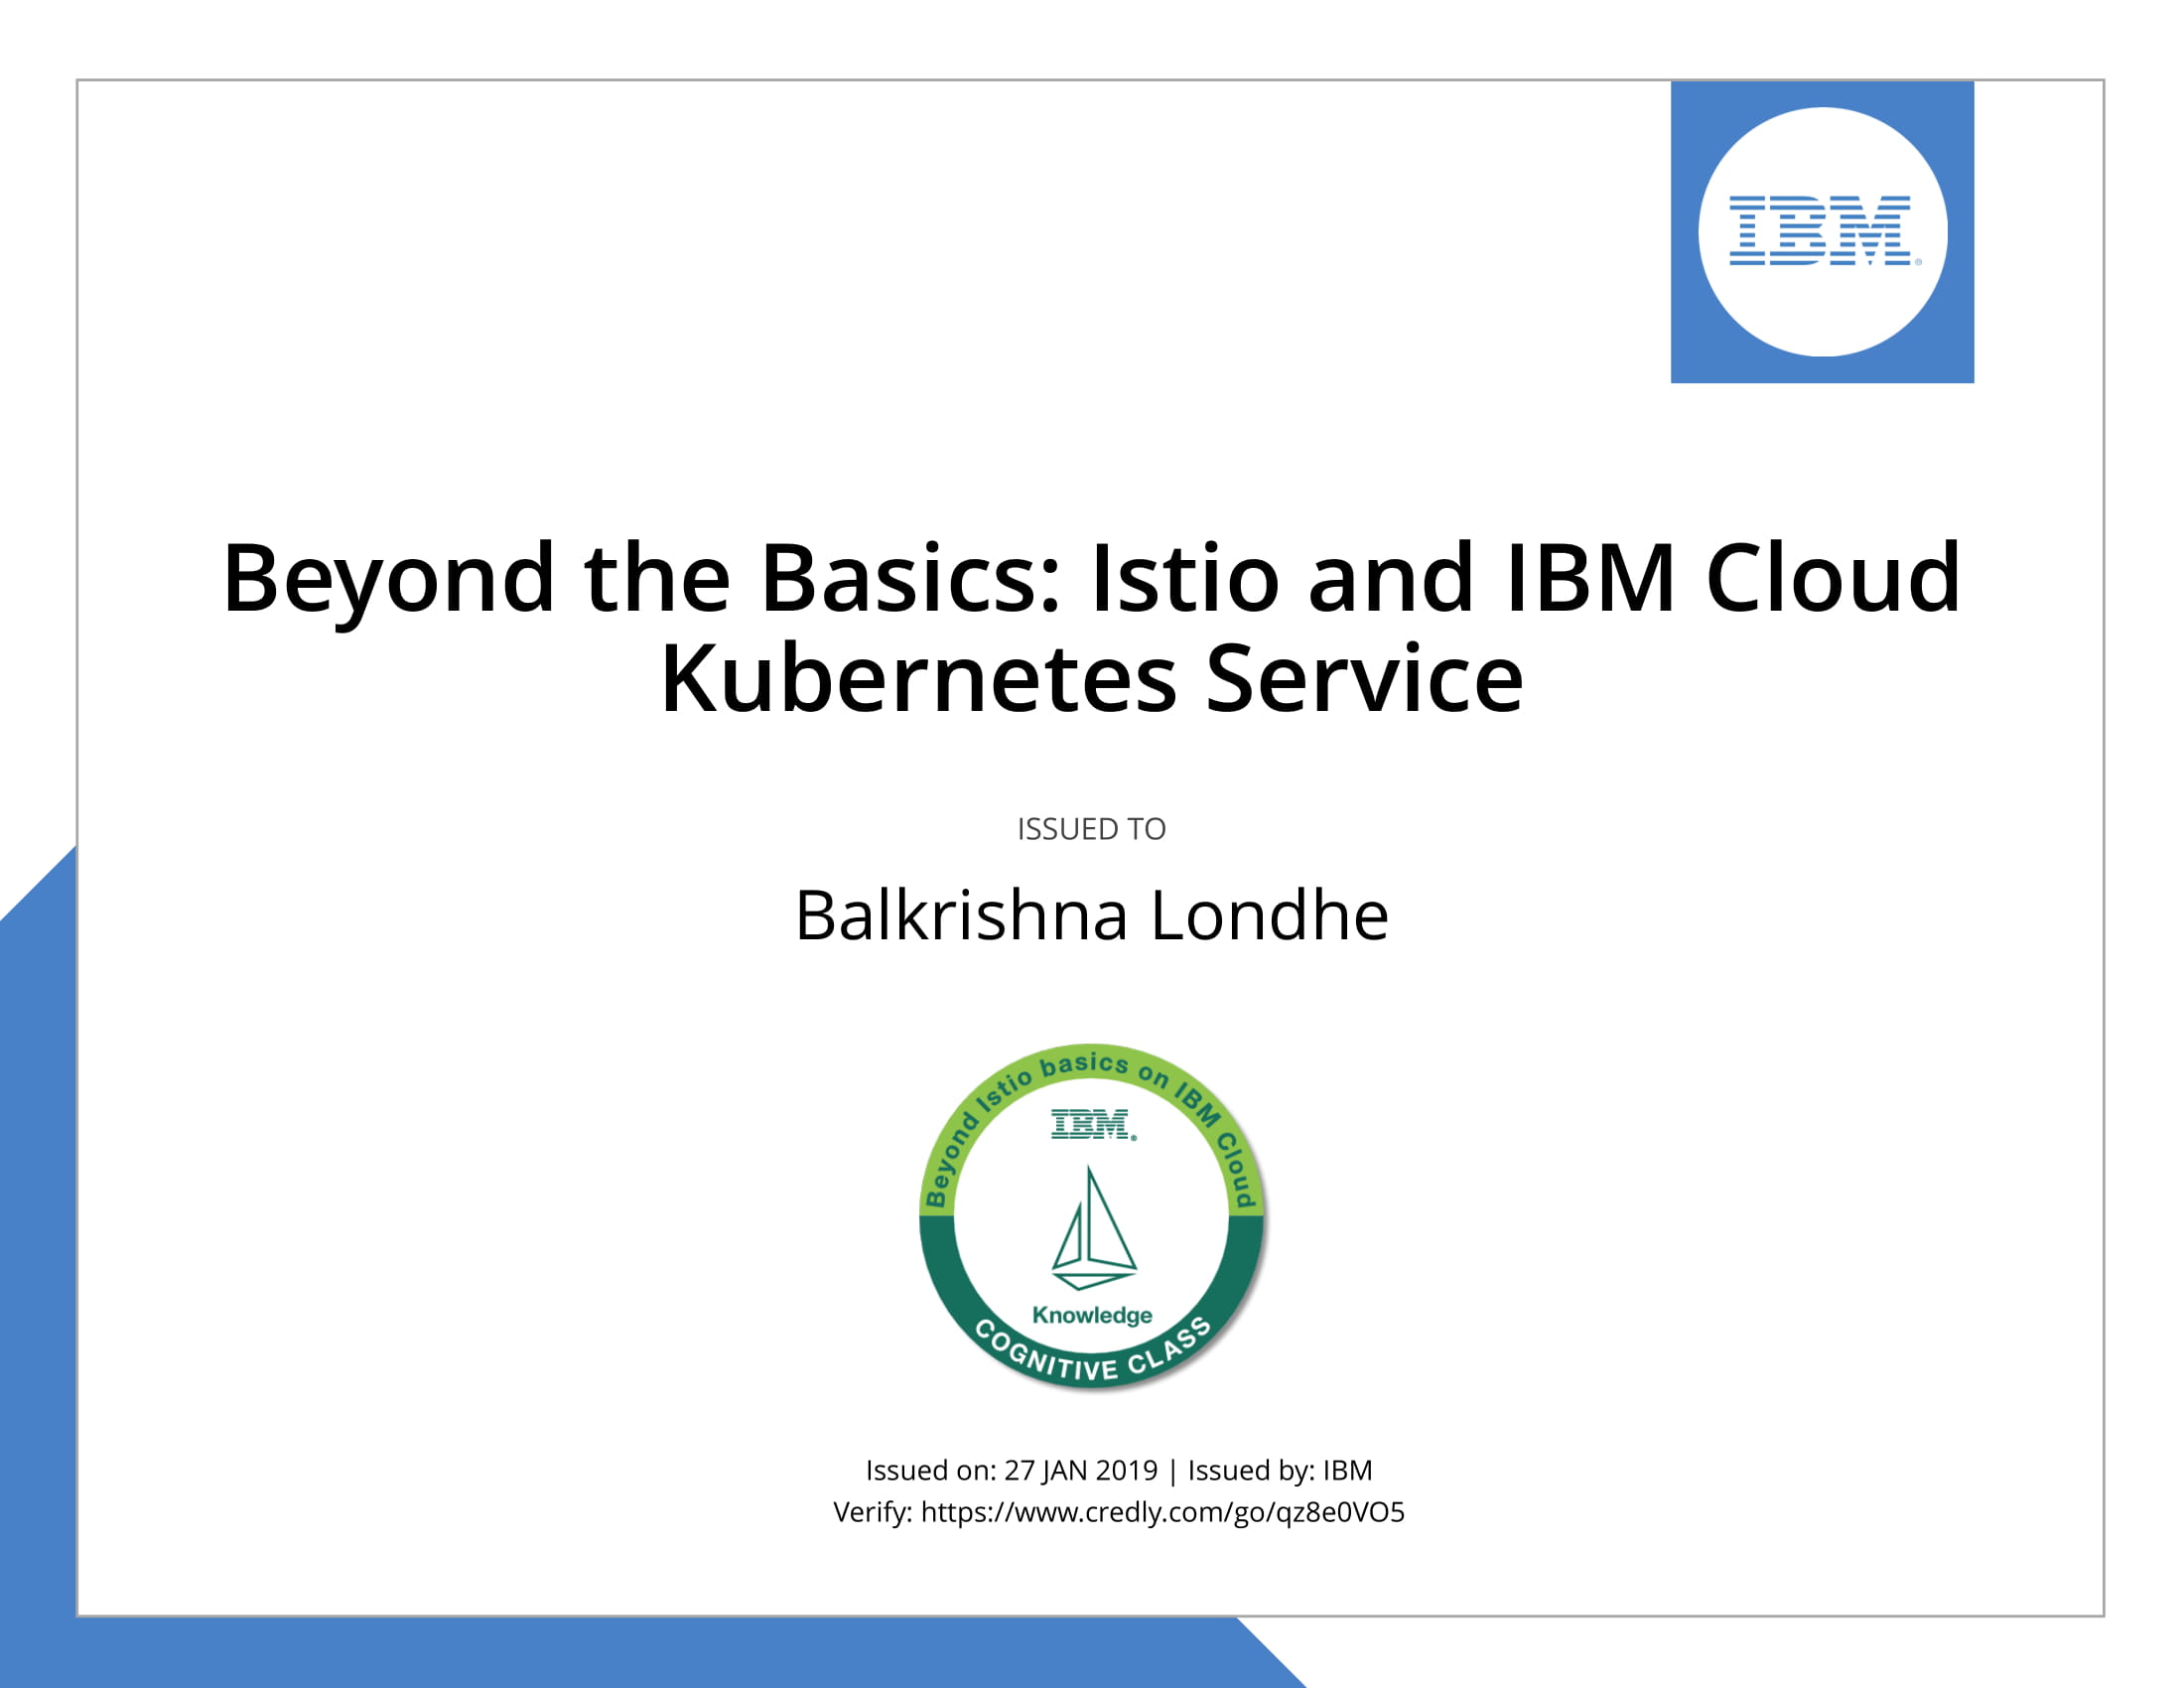 IBM®
Beyond the Basics: Istio and IBM Cloud
Kubernetes Service
ISSUED TO
Balkrishna Londhe
Beyond Istio basics on IBM Cloud
IBM®
Knowledge
COGNITIVE CLASS
Issued on: 27 JAN 2019 | Issued by: IBM
Verify: https://www.credly.com/go/qz8e0VO5